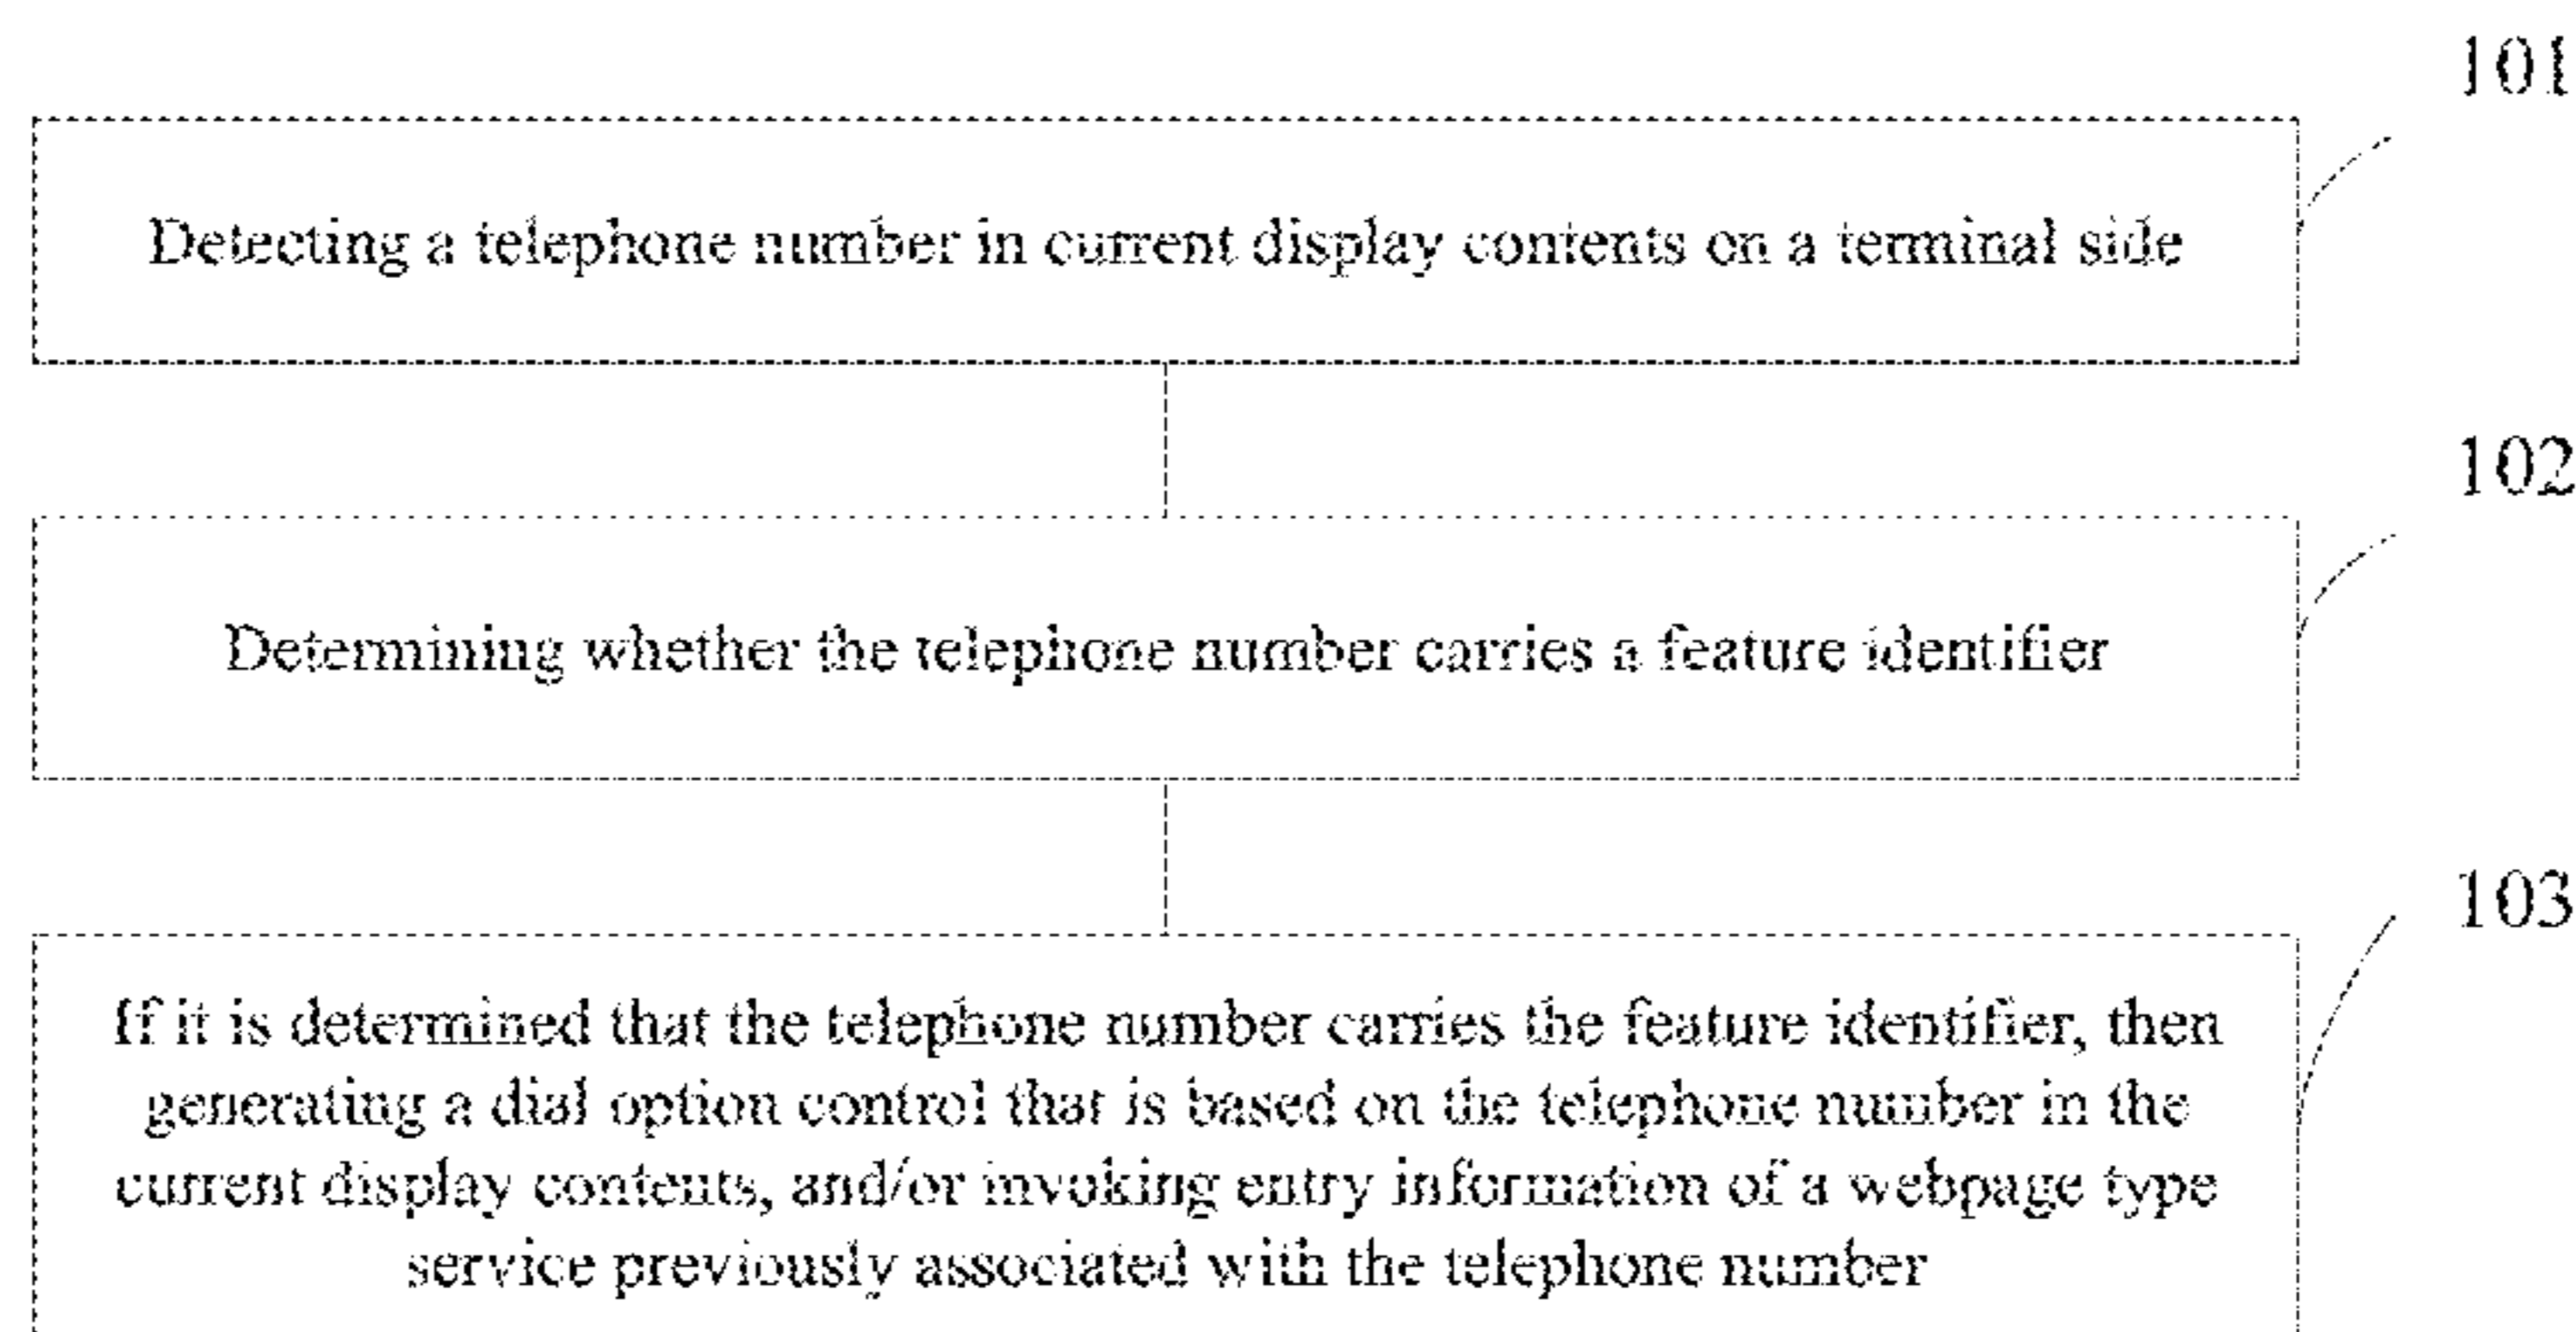 101
Detecting a telephone number in current display contents on a terminal side
102
Determining whether the telephone number carries a feature identifier
103
If it is determined that the telephone number carries the feature identifier, then
generating a dial option control that is based on the telephone number in the
current display contents, and/or invoking entry information of a webpage type
service previously associated with the telephone number